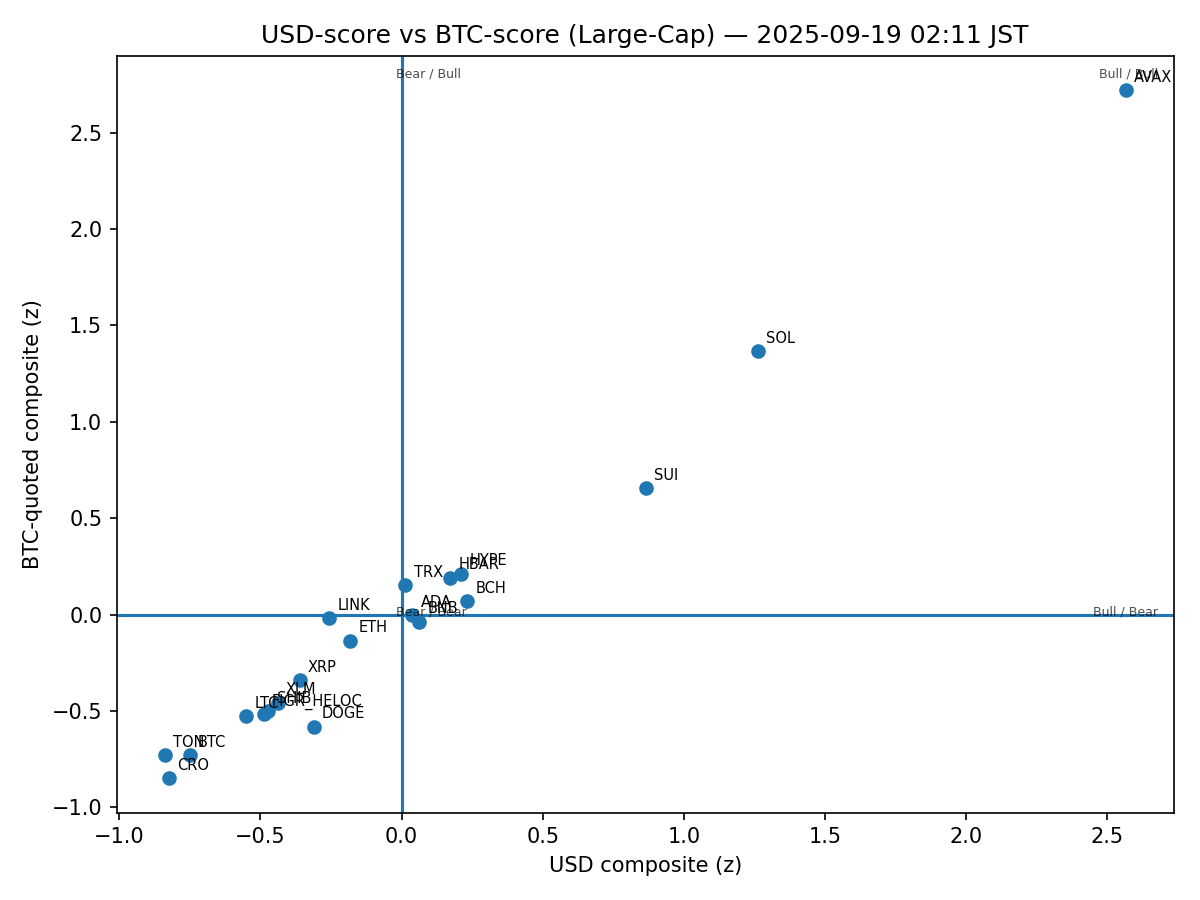 USD-score vs BTC-score (Large-Cap) — 2025-09-19 02:11 JST
Bear / Bull
Bull / Bull
AVAX
2.5
2.0
SOL
1.5
1.0
SUI
0.5
HYPE
HBAR
TRX
BCH
LINK
ADA
BNB
Bear / Bear
Bull / Bear
0.0
ETH
XRP
XLM
SHIB
FIGR_HELOC
LTC
DOGE
−0.5
TON
BTC
CRO
−1.0
−1.0
−0.5
0.0
0.5
1.0
1.5
2.0
2.5
USD composite (z)
BTC-quoted composite (z)